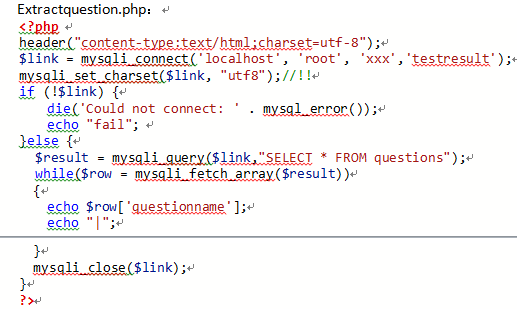 Extractquestion.php：
<?php
header("content-type:text/html;charset=utf-8");
$link = mysqli_connect('localhost', 'root', 'xxx','testresult');
mysqli_set_charset($link, "utf8");//!!
if (!$link) {
die('Could not connect: ' . mysql_error());
echo "fail";
}else {
$result = mysqli_query($link,"SELECT * FROM questions");
while($row = mysqli_fetch_array($result))
{
echo $row['questionname'];
echo "|";
}
mysqli_close($link);
}
?>